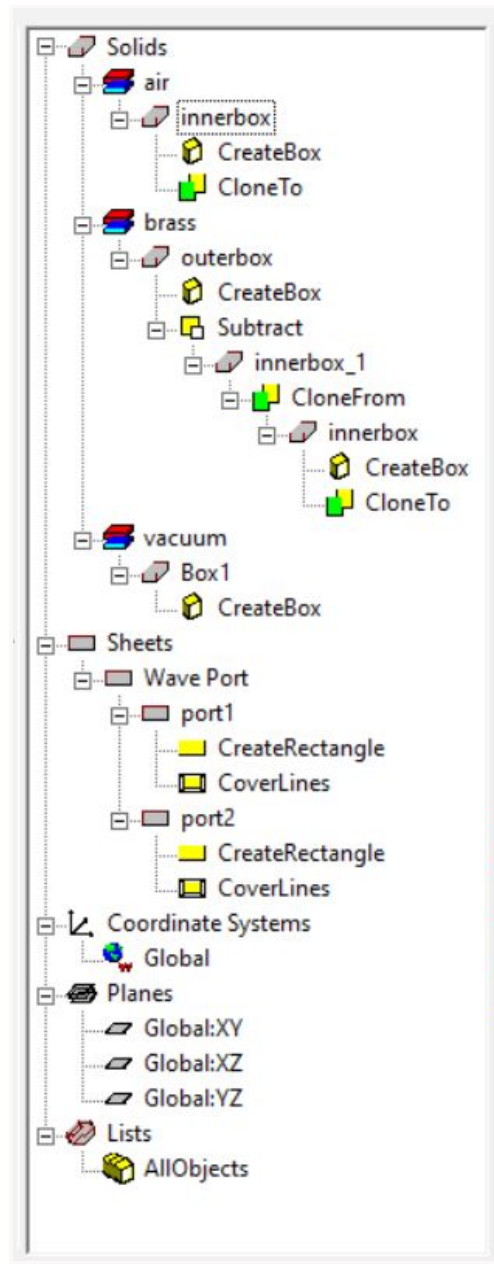 Solids
air
innerbox
CreateBox
CloneTo
brass
outerbox
CreateBox
Subtract
innerbox_1
CloneFrom
innerbox
CreateBox
CloneTo
vacuum
Box1
CreateBox
Sheets
Wave Port
port1
CreateRectangle
CoverLines
port2
CreateRectangle
CoverLines
Coordinate Systems
Global
Planes
Global:XY
Global:XZ
Global:YZ
Lists
AllObjects